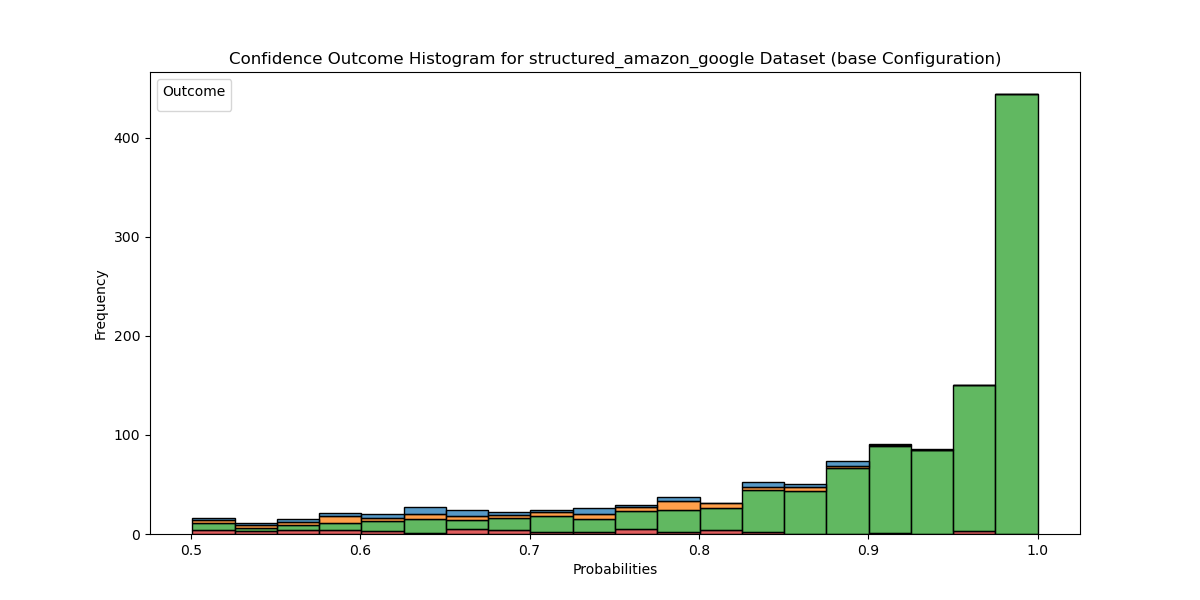 Confidence Outcome Histogram for structured_amazon_google Dataset (base Configuration)
Outcome
400
300
200
100
0
Frequency
0.5 0.6 0.7 0.8 0.9 1.0
Probabilities